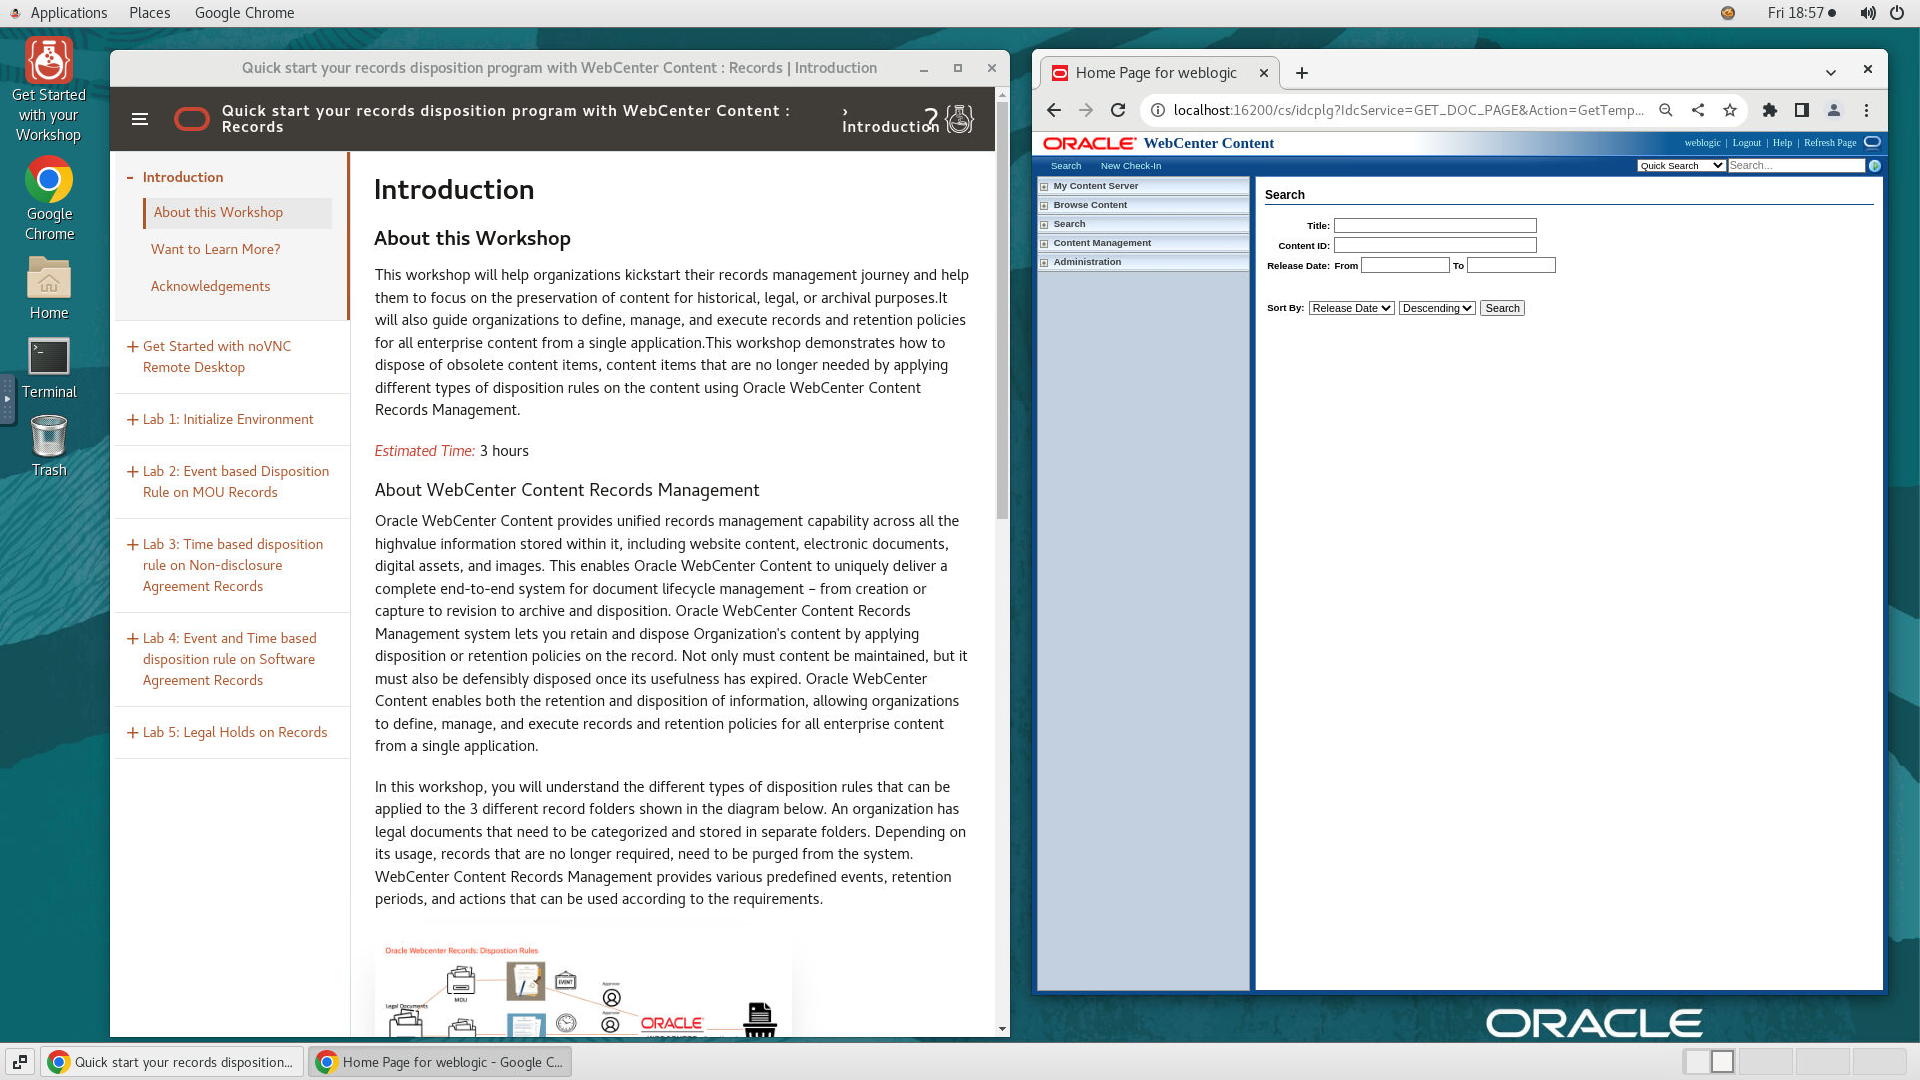 Applications Places Google Chrome
Fri 18:57
Get Started
with your
Workshop
Google
Chrome
Home
Terminal
Trash
Quick start your records disposition program with WebCenter Content : Records | Introduction
Quick start your records disposition program with WebCenter Content :
Records
›
Introduction
?
- Introduction
About this Workshop
Want to Learn More?
Acknowledgements
+ Get Started with noVNC
Remote Desktop
+ Lab 1: Initialize Environment
+ Lab 2: Event based Disposition
Rule on MOU Records
+ Lab 3: Time based disposition
rule on Non-disclosure
Agreement Records
+ Lab 4: Event and Time based
disposition rule on Software
Agreement Records
+ Lab 5: Legal Holds on Records
Introduction
About this Workshop
This workshop will help organizations kickstart their records management journey and help
them to focus on the preservation of content for historical, legal, or archival purposes.It
will also guide organizations to define, manage, and execute records and retention policies
for all enterprise content from a single application.This workshop demonstrates how to
dispose of obsolete content items, content items that are no longer needed by applying
different types of disposition rules on the content using Oracle WebCenter Content
Records Management.
Estimated Time: 3 hours
About WebCenter Content Records Management
Oracle WebCenter Content provides unified records management capability across all the
highvalue information stored within it, including website content, electronic documents,
digital assets, and images. This enables Oracle WebCenter Content to uniquely deliver a
complete end-to-end system for document lifecycle management – from creation or
capture to revision to archive and disposition. Oracle WebCenter Content Records
Management system lets you retain and dispose Organization's content by applying
disposition or retention policies on the record. Not only must content be maintained, but it
must also be defensibly disposed once its usefulness has expired. Oracle WebCenter
Content enables both the retention and disposition of information, allowing organizations
to define, manage, and execute records and retention policies for all enterprise content
from a single application.
In this workshop, you will understand the different types of disposition rules that can be
applied to the 3 different record folders shown in the diagram below. An organization has
legal documents that need to be categorized and stored in separate folders. Depending on
its usage, records that are no longer required, need to be purged from the system.
WebCenter Content Records Management provides various predefined events, retention
periods, and actions that can be used according to the requirements.
Oracle Webcenter Records: Dispostion Rules
EVENT
MOU
Legal Documents
ORACLE
Home Page for weblogic
localhost:16200/cs/idcplg?IdcService=GET_DOC_PAGE&Action=GetTemp...
ORACLE WebCenter Content
weblogic | Logout | Help | Refresh Page
Search New Check-In
Quick Search Search...
My Content Server
Browse Content
Search
Content Management
Administration
Search
Title:
Content ID:
Release Date: From To
Sort By: Release Date Descending Search
ORACLE
Quick start your records disposition...
Home Page for weblogic - Google C...